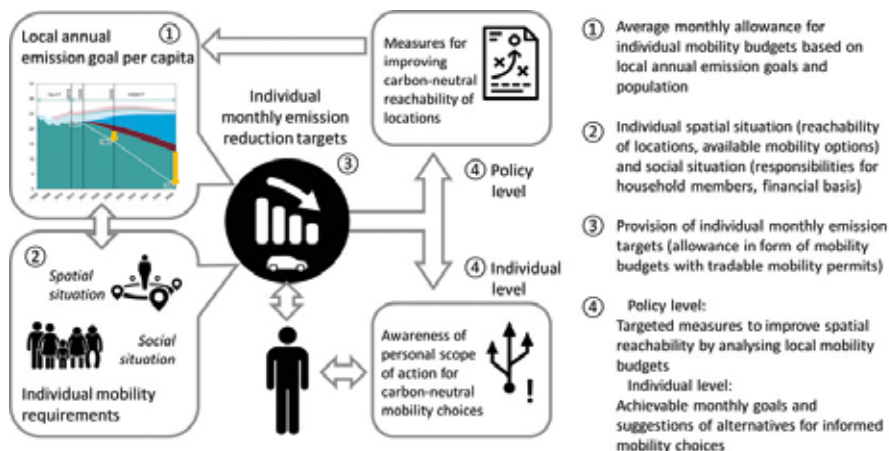 Local annual
emission goal per capita
①
Individual
monthly emission
reduction targets
③
Measures for
improving
carbon-neutral
reachability of
locations
④ Policy
level
④ Individual
level
②
Spatial
situation
Social
situation
Individual mobility
requirements
Awareness of
personal scope
of action for
carbon-neutral
mobility choices
!
① Average monthly allowance for
individual mobility budgets based on
local annual emission goals and
population
② Individual spatial situation (reachability
of locations, available mobility options)
and social situation (responsibilities for
household members, financial basis)
③ Provision of individual monthly emission
targets (allowance in form of mobility
budgets with tradable mobility permits)
④ Policy level:
Targeted measures to improve spatial
reachability by analysing local mobility
budgets
Individual level:
Achievable monthly goals and
suggestions of alternatives for informed
mobility choices